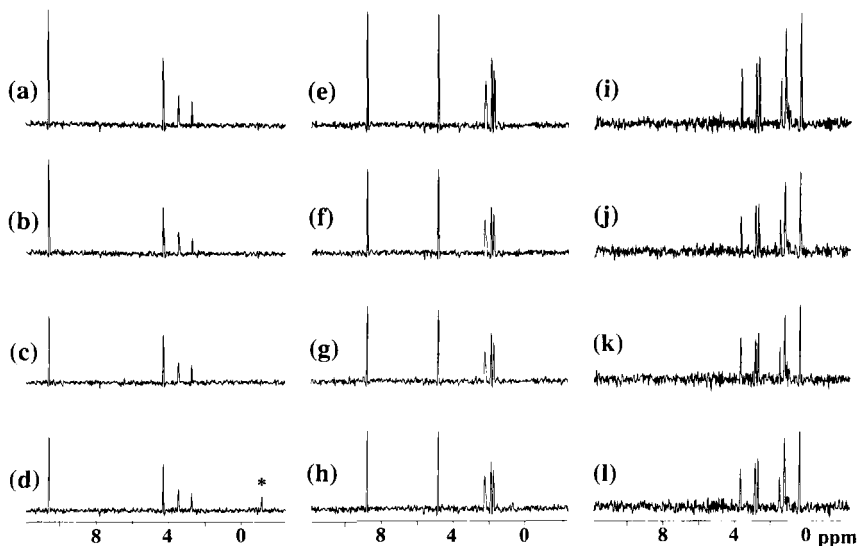 (a) (e) (i)
(b) (f) (j)
(c) (g) (k)
(d) * (h) (l)
8 4 0 8 4 0 8 4 0 ppm